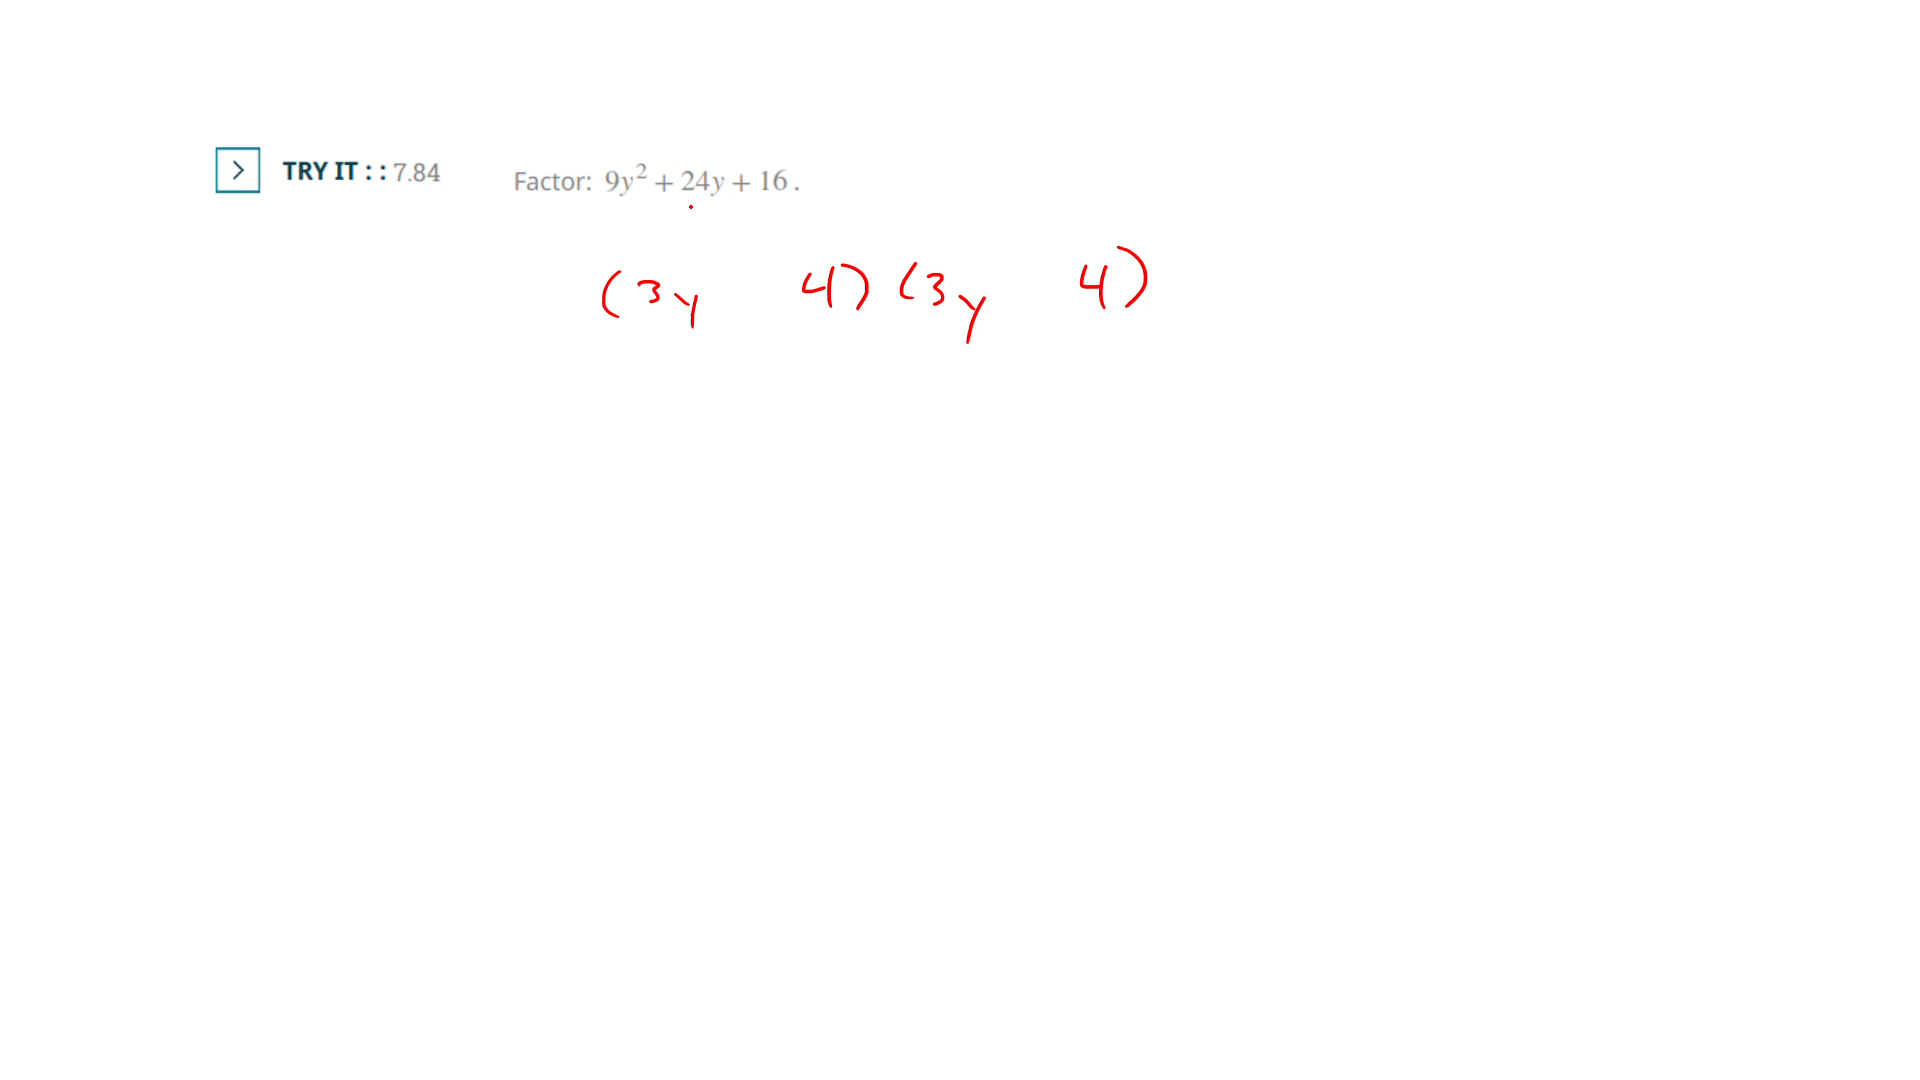 > TRY IT : : 7.84 Factor: 9y² + 24y + 16 .
(3y 4) (3y 4)